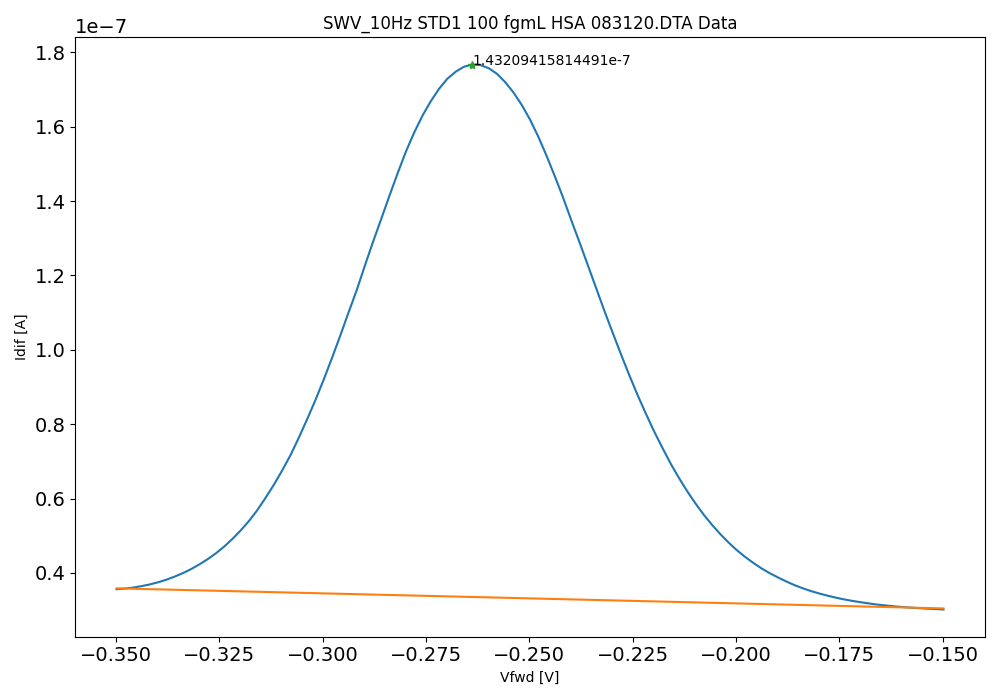 SWV_10Hz STD1 100 fgmL HSA 083120.DTA Data
1e−7
1.43209415814491e-7
1.8
1.6
1.4
1.2
1.0
0.8
0.6
0.4
Idif [A]
−0.350 −0.325 −0.300 −0.275 −0.250 −0.225 −0.200 −0.175 −0.150
Vfwd [V]